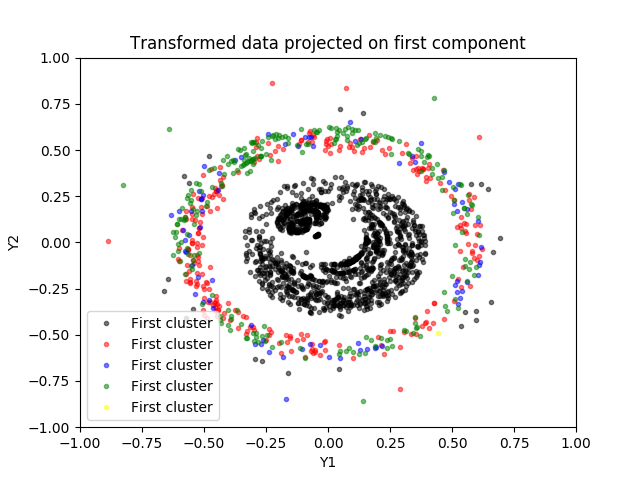 Transformed data projected on first component
1.00
0.75
0.50
0.25
0.00
−0.25
−0.50
−0.75
−1.00
Y2
First cluster
First cluster
First cluster
First cluster
First cluster
−1.00 −0.75 −0.50 −0.25 0.00 0.25 0.50 0.75 1.00
Y1